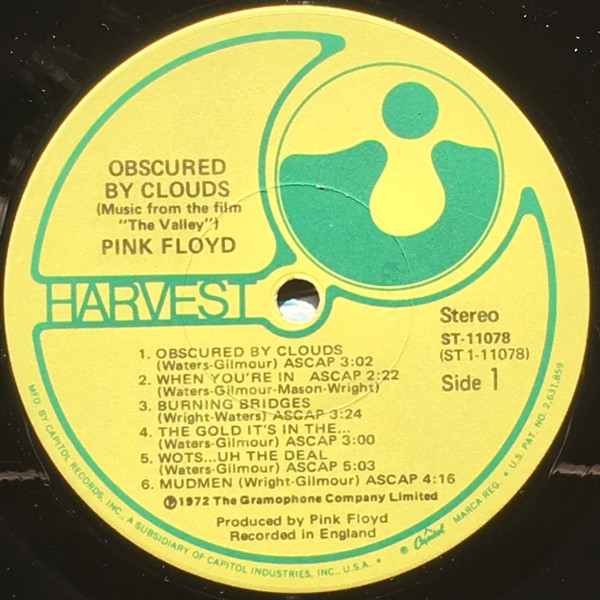 OBSCURED
BY CLOUDS
(Music from the film
"The Valley")
PINK FLOYD
HARVEST
Stereo
ST-11078
(ST 1-11078)
Side 1
1. OBSCURED BY CLOUDS
(Waters-Gilmour) ASCAP 3:02
2. WHEN YOU'RE IN ASCAP 2:22
(Waters-Gilmour-Mason-Wright)
3. BURNING BRIDGES
(Wright-Waters) ASCAP 3:24
4. THE GOLD IT'S IN THE...
(Waters-Gilmour) ASCAP 3:00
5. WOTS...UH THE DEAL
(Waters-Gilmour) ASCAP 5:03
6. MUDMEN (Wright-Gilmour) ASCAP 4:16
℗1972 The Gramophone Company Limited
Produced by Pink Floyd
Recorded in England
MFD. BY CAPITOL RECORDS, INC., A SUBSIDIARY OF CAPITOL INDUSTRIES, INC., U.S.A. • ® Capitol MARCA REG. • U.S. PAT. NO. 2,631,859